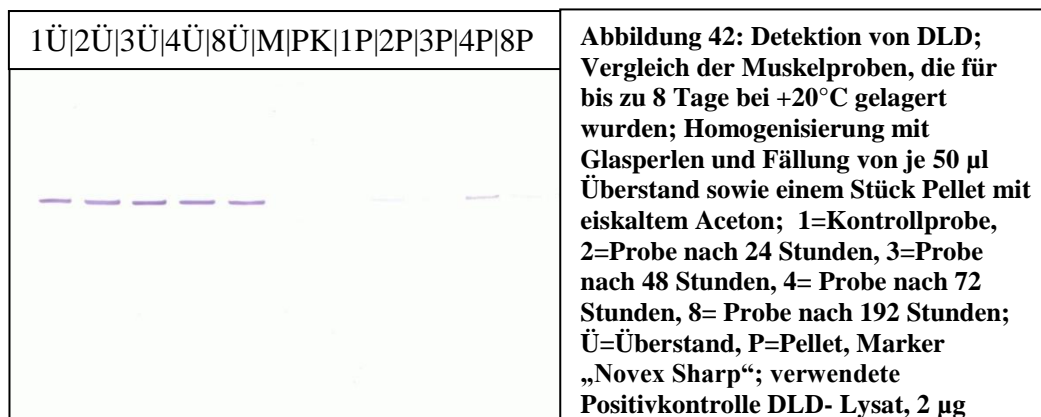 1Ü|2Ü|3Ü|4Ü|8Ü|M|PK|1P|2P|3P|4P|8P
Abbildung 42: Detektion von DLD;
Vergleich der Muskelproben, die für
bis zu 8 Tage bei +20°C gelagert
wurden; Homogenisierung mit
Glasperlen und Fällung von je 50 µl
Überstand sowie einem Stück Pellet mit
eiskaltem Aceton; 1=Kontrollprobe,
2=Probe nach 24 Stunden, 3=Probe
nach 48 Stunden, 4= Probe nach 72
Stunden, 8= Probe nach 192 Stunden;
Ü=Überstand, P=Pellet, Marker
„Novex Sharp“; verwendete
Positivkontrolle DLD- Lysat, 2 µg